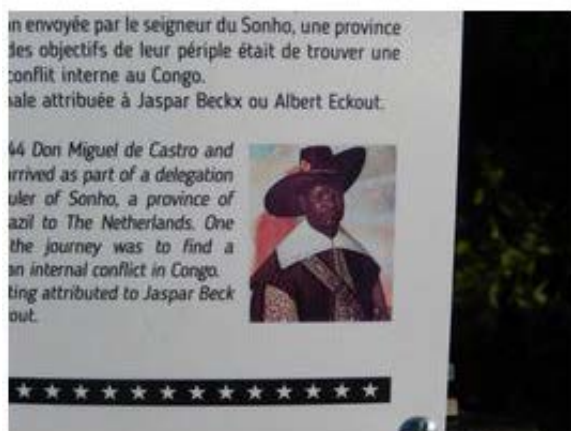 n envoyée par le seigneur du Sonho, une province
des objectifs de leur périple était de trouver une
conflit interne au Congo.
ale attribuée à Jaspar Beckx ou Albert Eckout.
44 Don Miguel de Castro and
arrived as part of a delegation
uler of Sonho, a province of
azil to The Netherlands. One
the journey was to find a
an internal conflict in Congo.
ting attributed to Jaspar Beck
out.